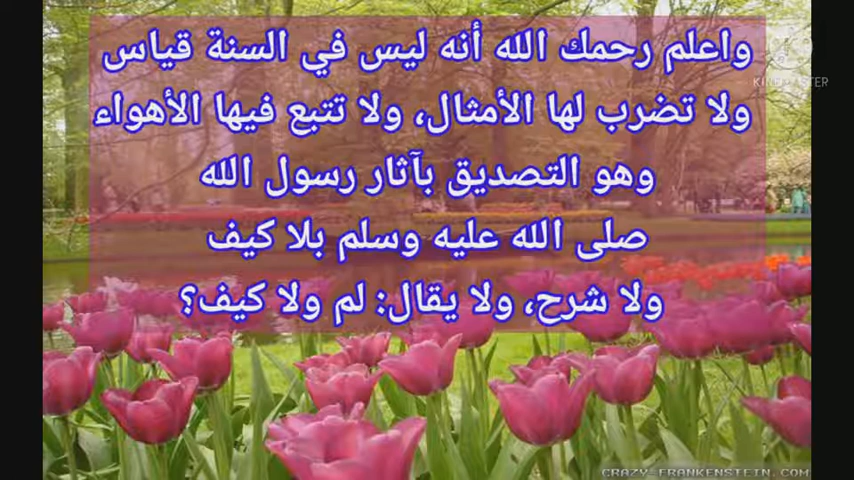 واعلم رحمك الله أنه ليس في السنة قياس
ولا تضرب لها الأمثال، ولا تتبع فيها الأهواء
وهو التصديق بآثار رسول الله
صلى الله عليه وسلم بلا كيف
ولا شرح، ولا يقال: لم ولا كيف؟
KINEMASTER
CRAZY-FRANKENSTEIN.COM